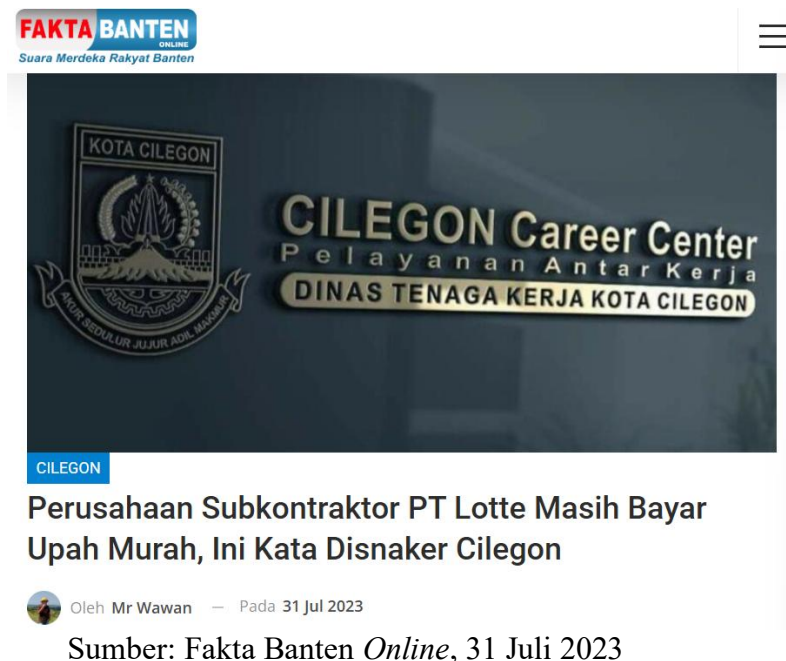 FAKTA BANTEN
ONLINE
Suara Merdeka Rakyat Banten
KOTA CILEGON
AKUR SEDULUR JUJUR ADIL MAKMUR
CILEGON Career Center
Pelayanan Antar Kerja
DINAS TENAGA KERJA KOTA CILEGON
CILEGON
Perusahaan Subkontraktor PT Lotte Masih Bayar
Upah Murah, Ini Kata Disnaker Cilegon
Oleh Mr Wawan — Pada 31 Jul 2023
Sumber: Fakta Banten Online, 31 Juli 2023